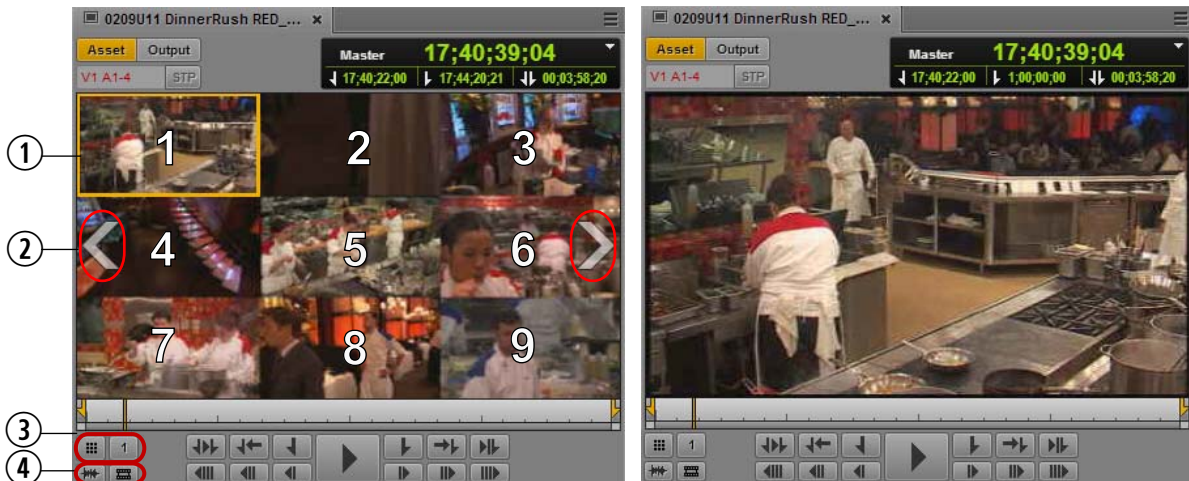 0209U11 DinnerRush RED_... ×
Asset Output
Master 17;40;39;04
V1 A1-4 STP
17;40;22;00 17;44;20;21 00;03;58;20
1 2 3
4 5 6
7 8 9
1
1
2
3
4
0209U11 DinnerRush RED_... ×
Asset Output
Master 17;40;39;04
V1 A1-4 STP
17;40;22;00 1;00;00;00 00;03;58;20
1